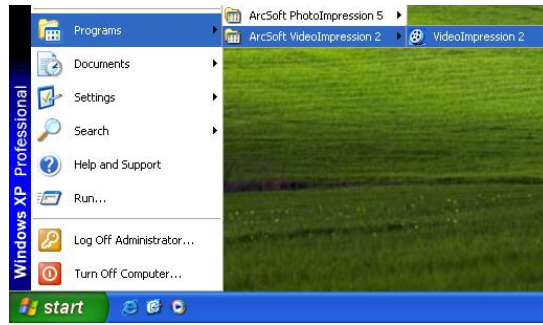 Windows XP Professional
Programs
Documents
Settings
Search
Help and Support
Run...
Log Off Administrator...
Turn Off Computer...
ArcSoft PhotoImpression 5
ArcSoft VideoImpression 2
VideoImpression 2
start